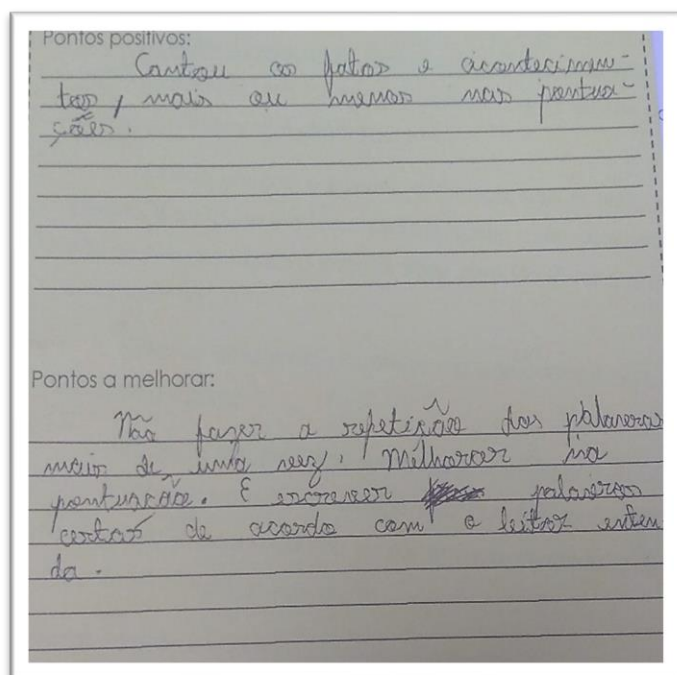 Pontos positivos:
Contou os fatos e acontecimen-
tos, mais ou menos nas pontua-
ções.
Pontos a melhorar:
Não fazer a repetição das palavras
mais de uma vez. Milhorar na
pontuação. E escrever palavras
certas de acordo com o leitor enten
da.